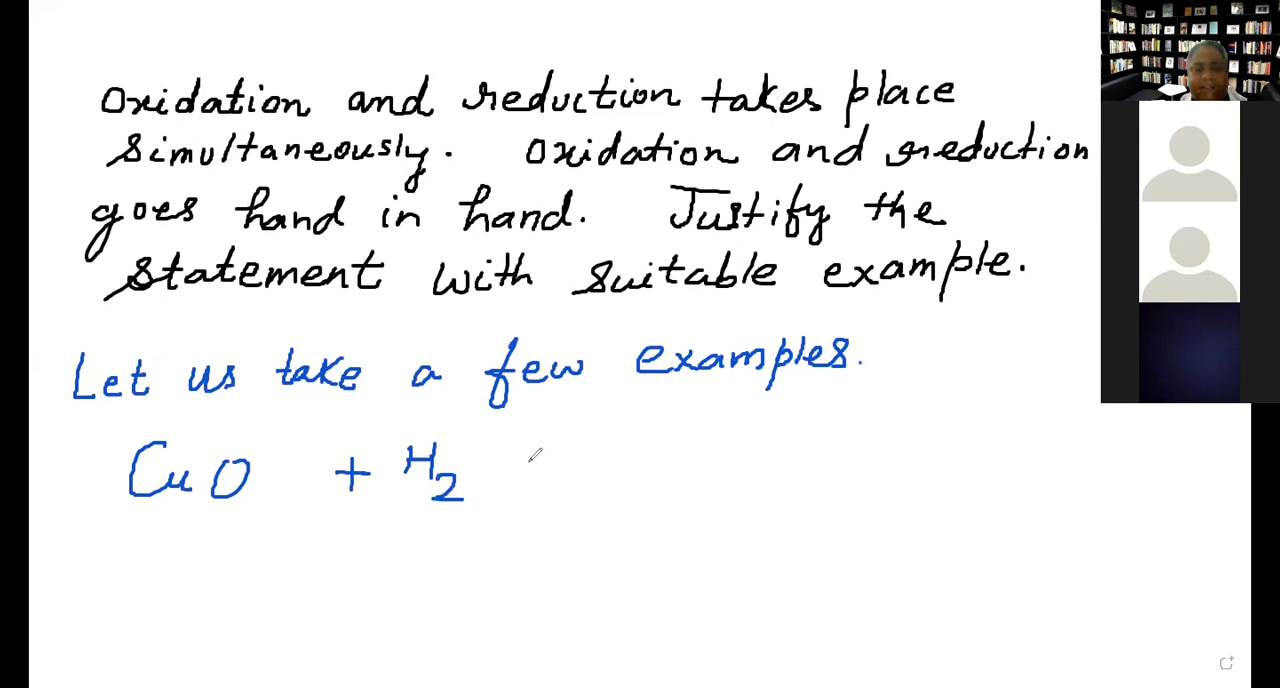 Oxidation and reduction takes place
simultaneously. Oxidation and reduction
goes hand in hand. Justify the
statement with suitable example.
Let us take a few examples.
CuO + H2